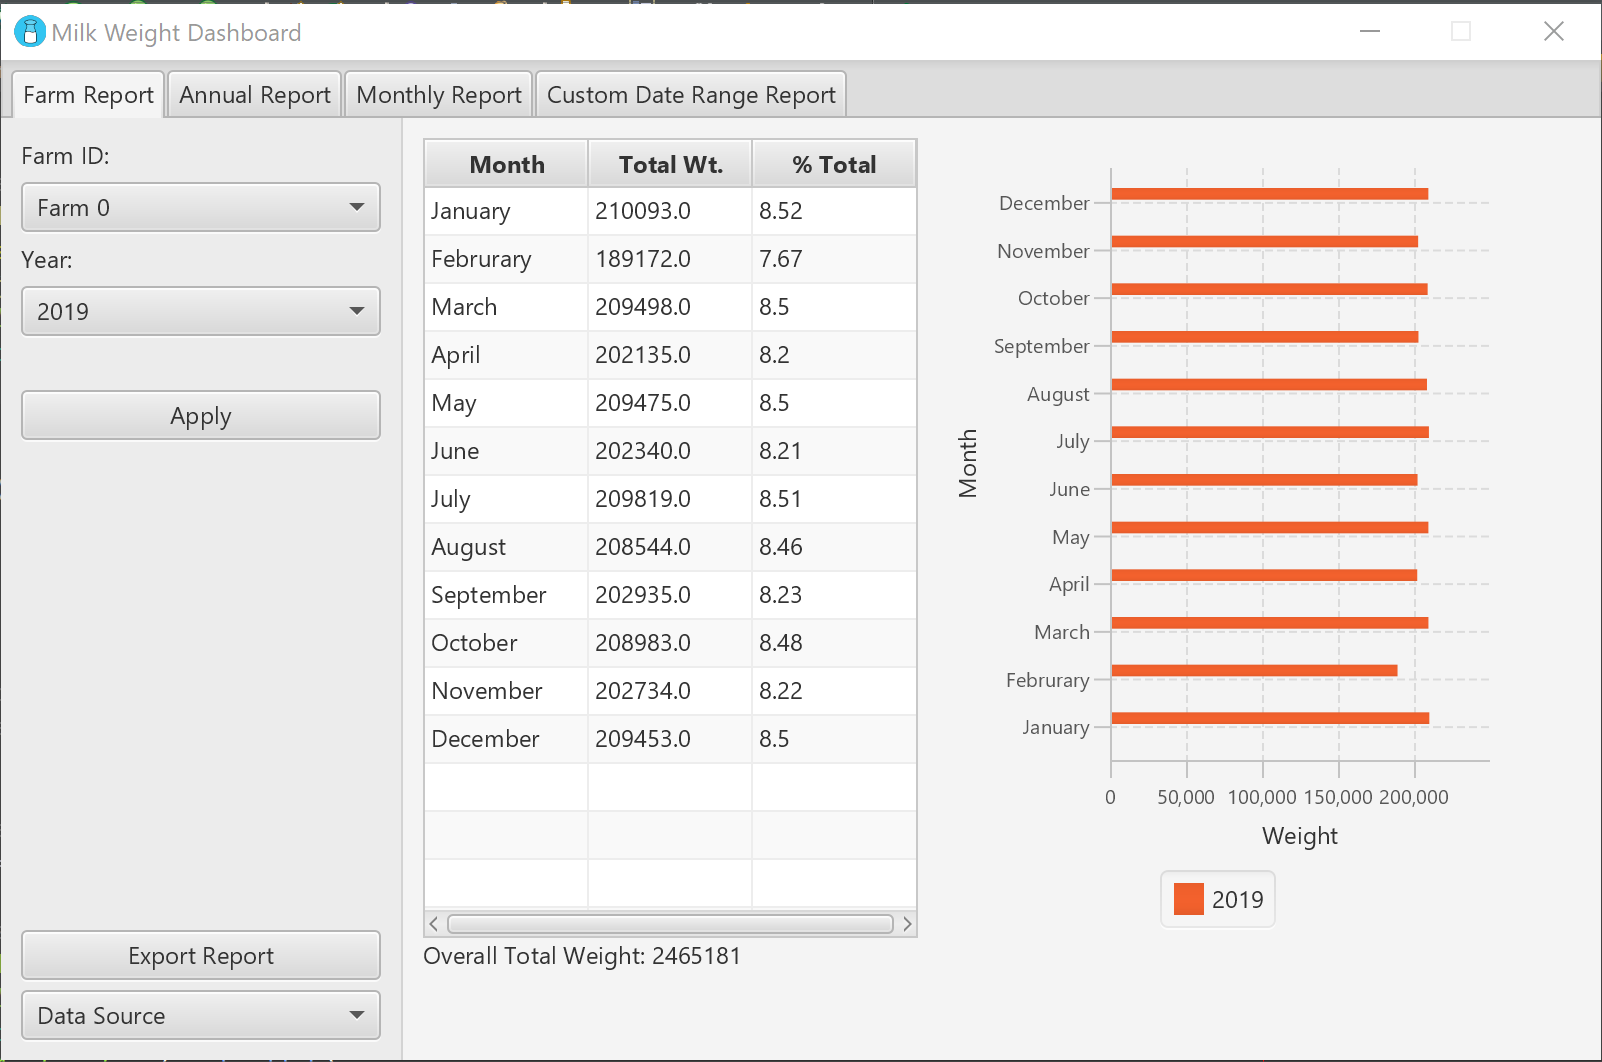 Milk Weight Dashboard
Farm Report Annual Report Monthly Report Custom Date Range Report
Farm ID:
Farm 0
Year:
2019
Apply
Export Report
Data Source
Month Total Wt. % Total
January 210093.0 8.52
Februrary 189172.0 7.67
March 209498.0 8.5
April 202135.0 8.2
May 209475.0 8.5
June 202340.0 8.21
July 209819.0 8.51
August 208544.0 8.46
September 202935.0 8.23
October 208983.0 8.48
November 202734.0 8.22
December 209453.0 8.5
Overall Total Weight: 2465181
Month
December
November
October
September
August
July
June
May
April
March
Februrary
January
0 50,000 100,000 150,000 200,000
Weight
2019